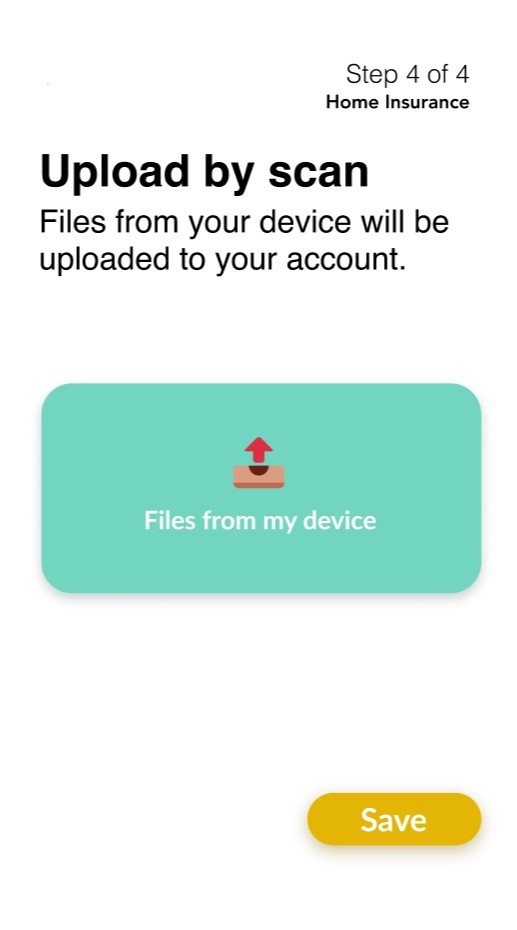 Step 4 of 4
Home Insurance
Upload by scan
Files from your device will be
uploaded to your account.
Files from my device
Save